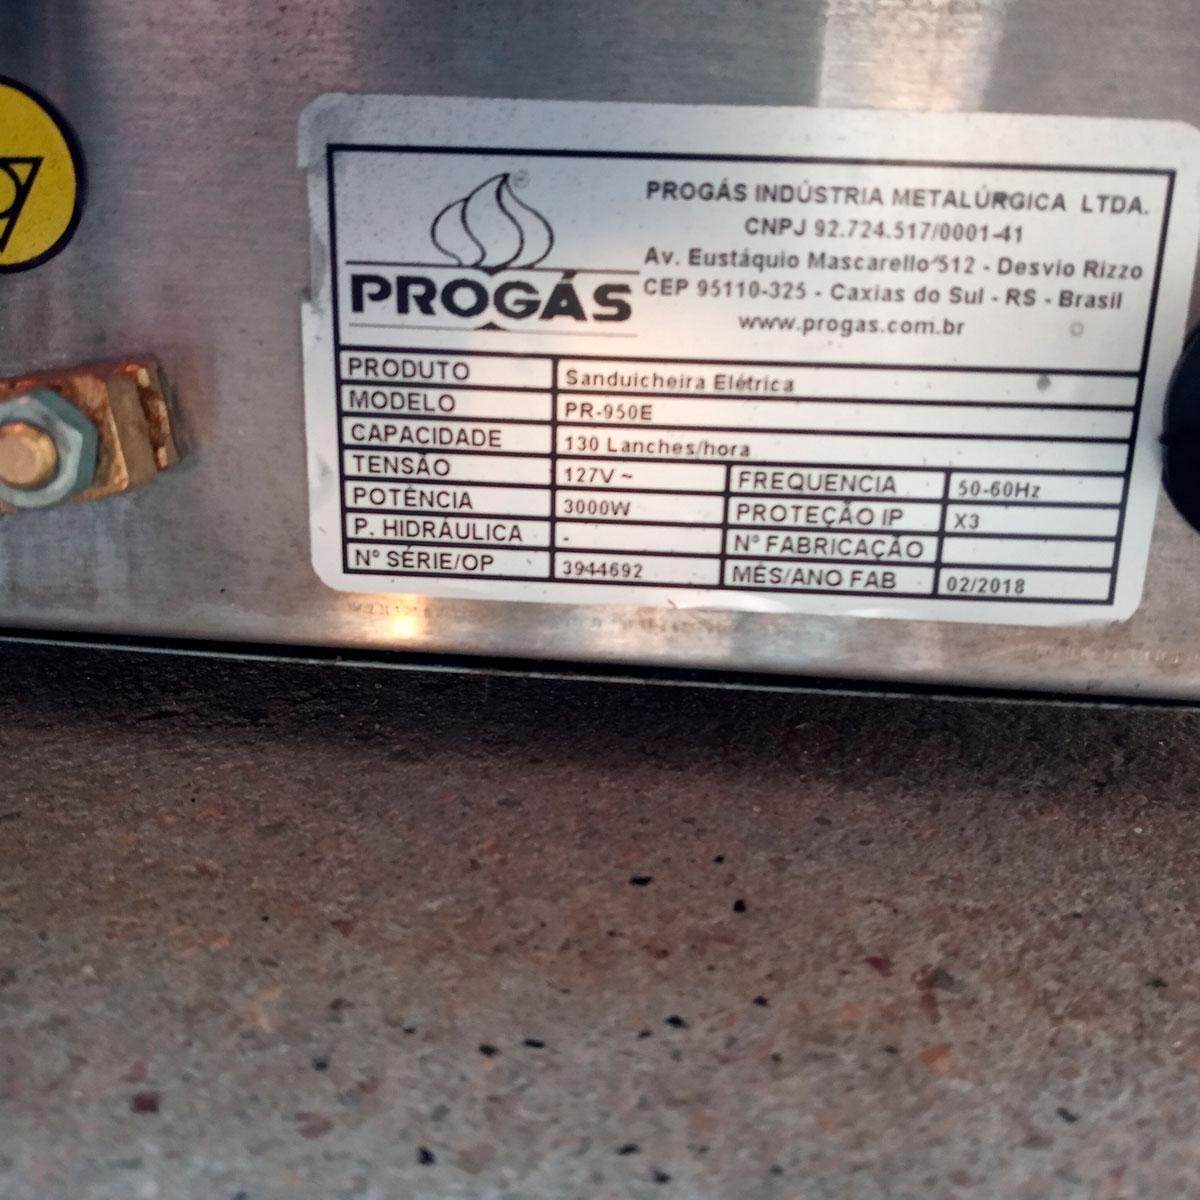 PROGÁS
PROGÁS INDÚSTRIA METALÚRGICA LTDA.
CNPJ 92.724.517/0001-41
Av. Eustáquio Mascarello 512 - Desvio Rizzo
CEP 95110-325 - Caxias do Sul - RS - Brasil
www.progas.com.br
PRODUTO Sanduicheira Elétrica
MODELO PR-950E
CAPACIDADE 130 Lanches/hora
TENSÃO 127V ~ FREQUENCIA 50-60Hz
POTÊNCIA 3000W PROTEÇÃO IP X3
P. HIDRÁULICA - Nº FABRICAÇÃO
Nº SÉRIE/OP 3944692 MÊS/ANO FAB 02/2018